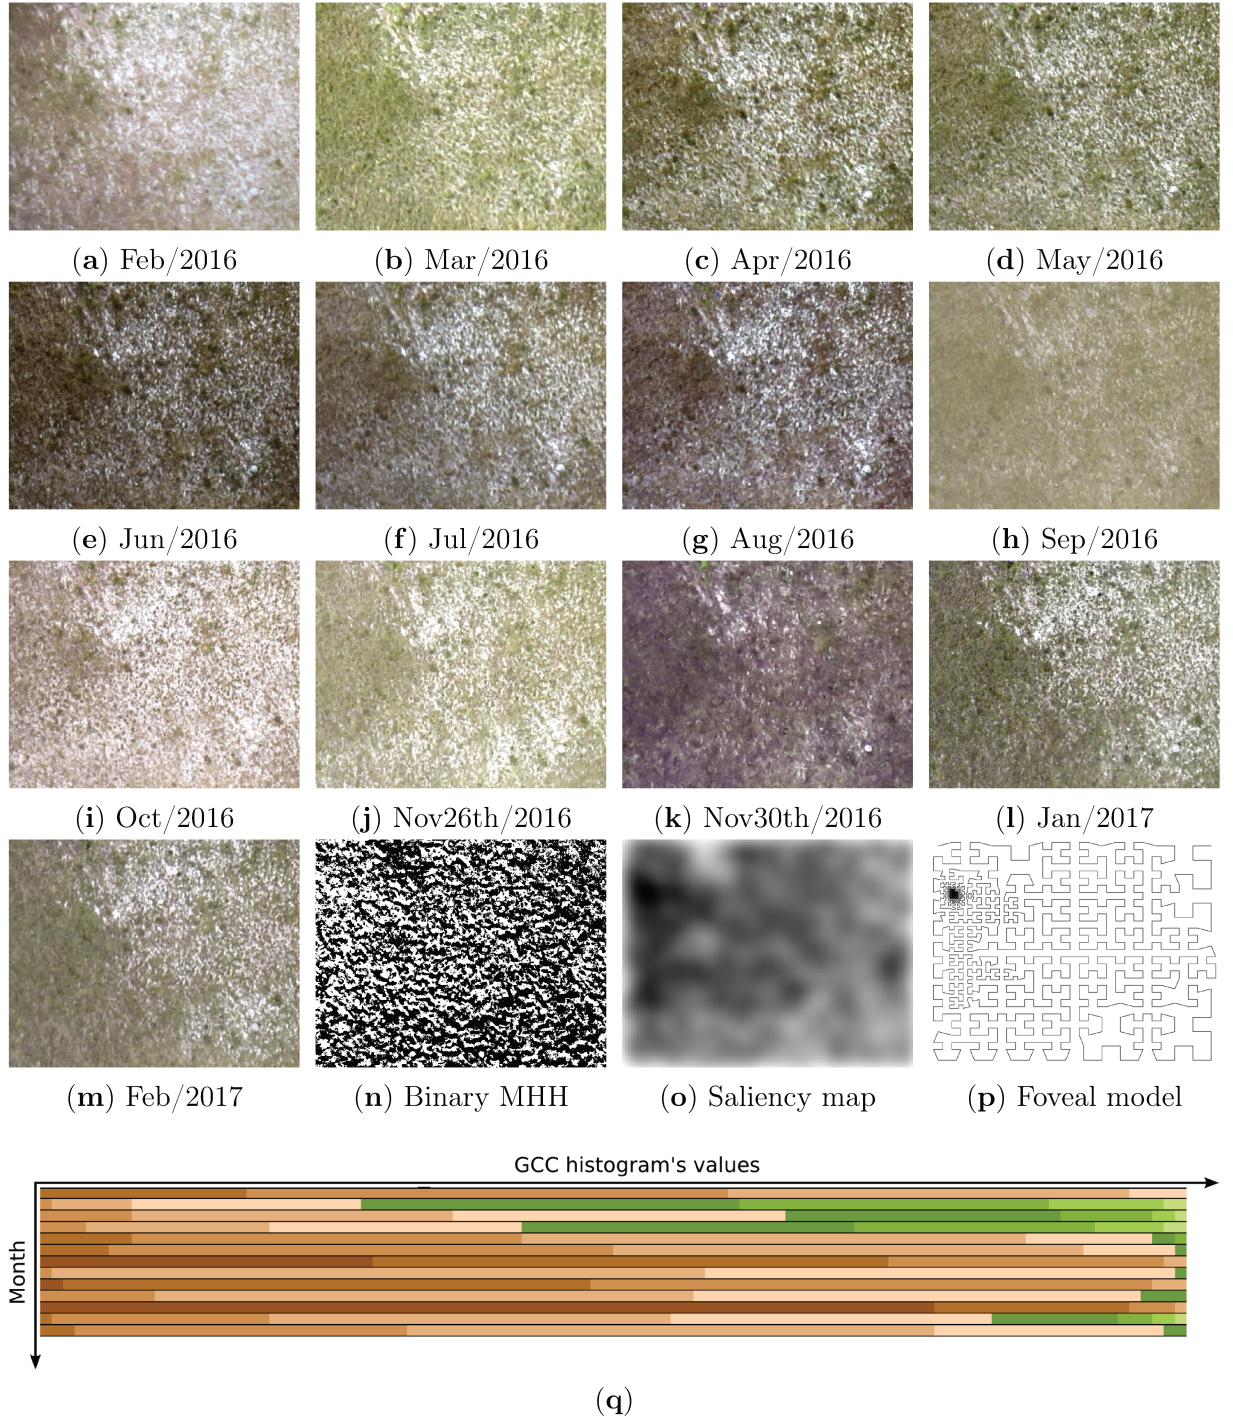 (a) Feb/2016
(b) Mar/2016
(c) Apr/2016
(d) May/2016
(e) Jun/2016
(f) Jul/2016
(g) Aug/2016
(h) Sep/2016
(i) Oct/2016
(j) Nov26th/2016
(k) Nov30th/2016
(l) Jan/2017
(m) Feb/2017
(n) Binary MHH
(o) Saliency map
(p) Foveal model
GCC histogram's values
Month
(q)